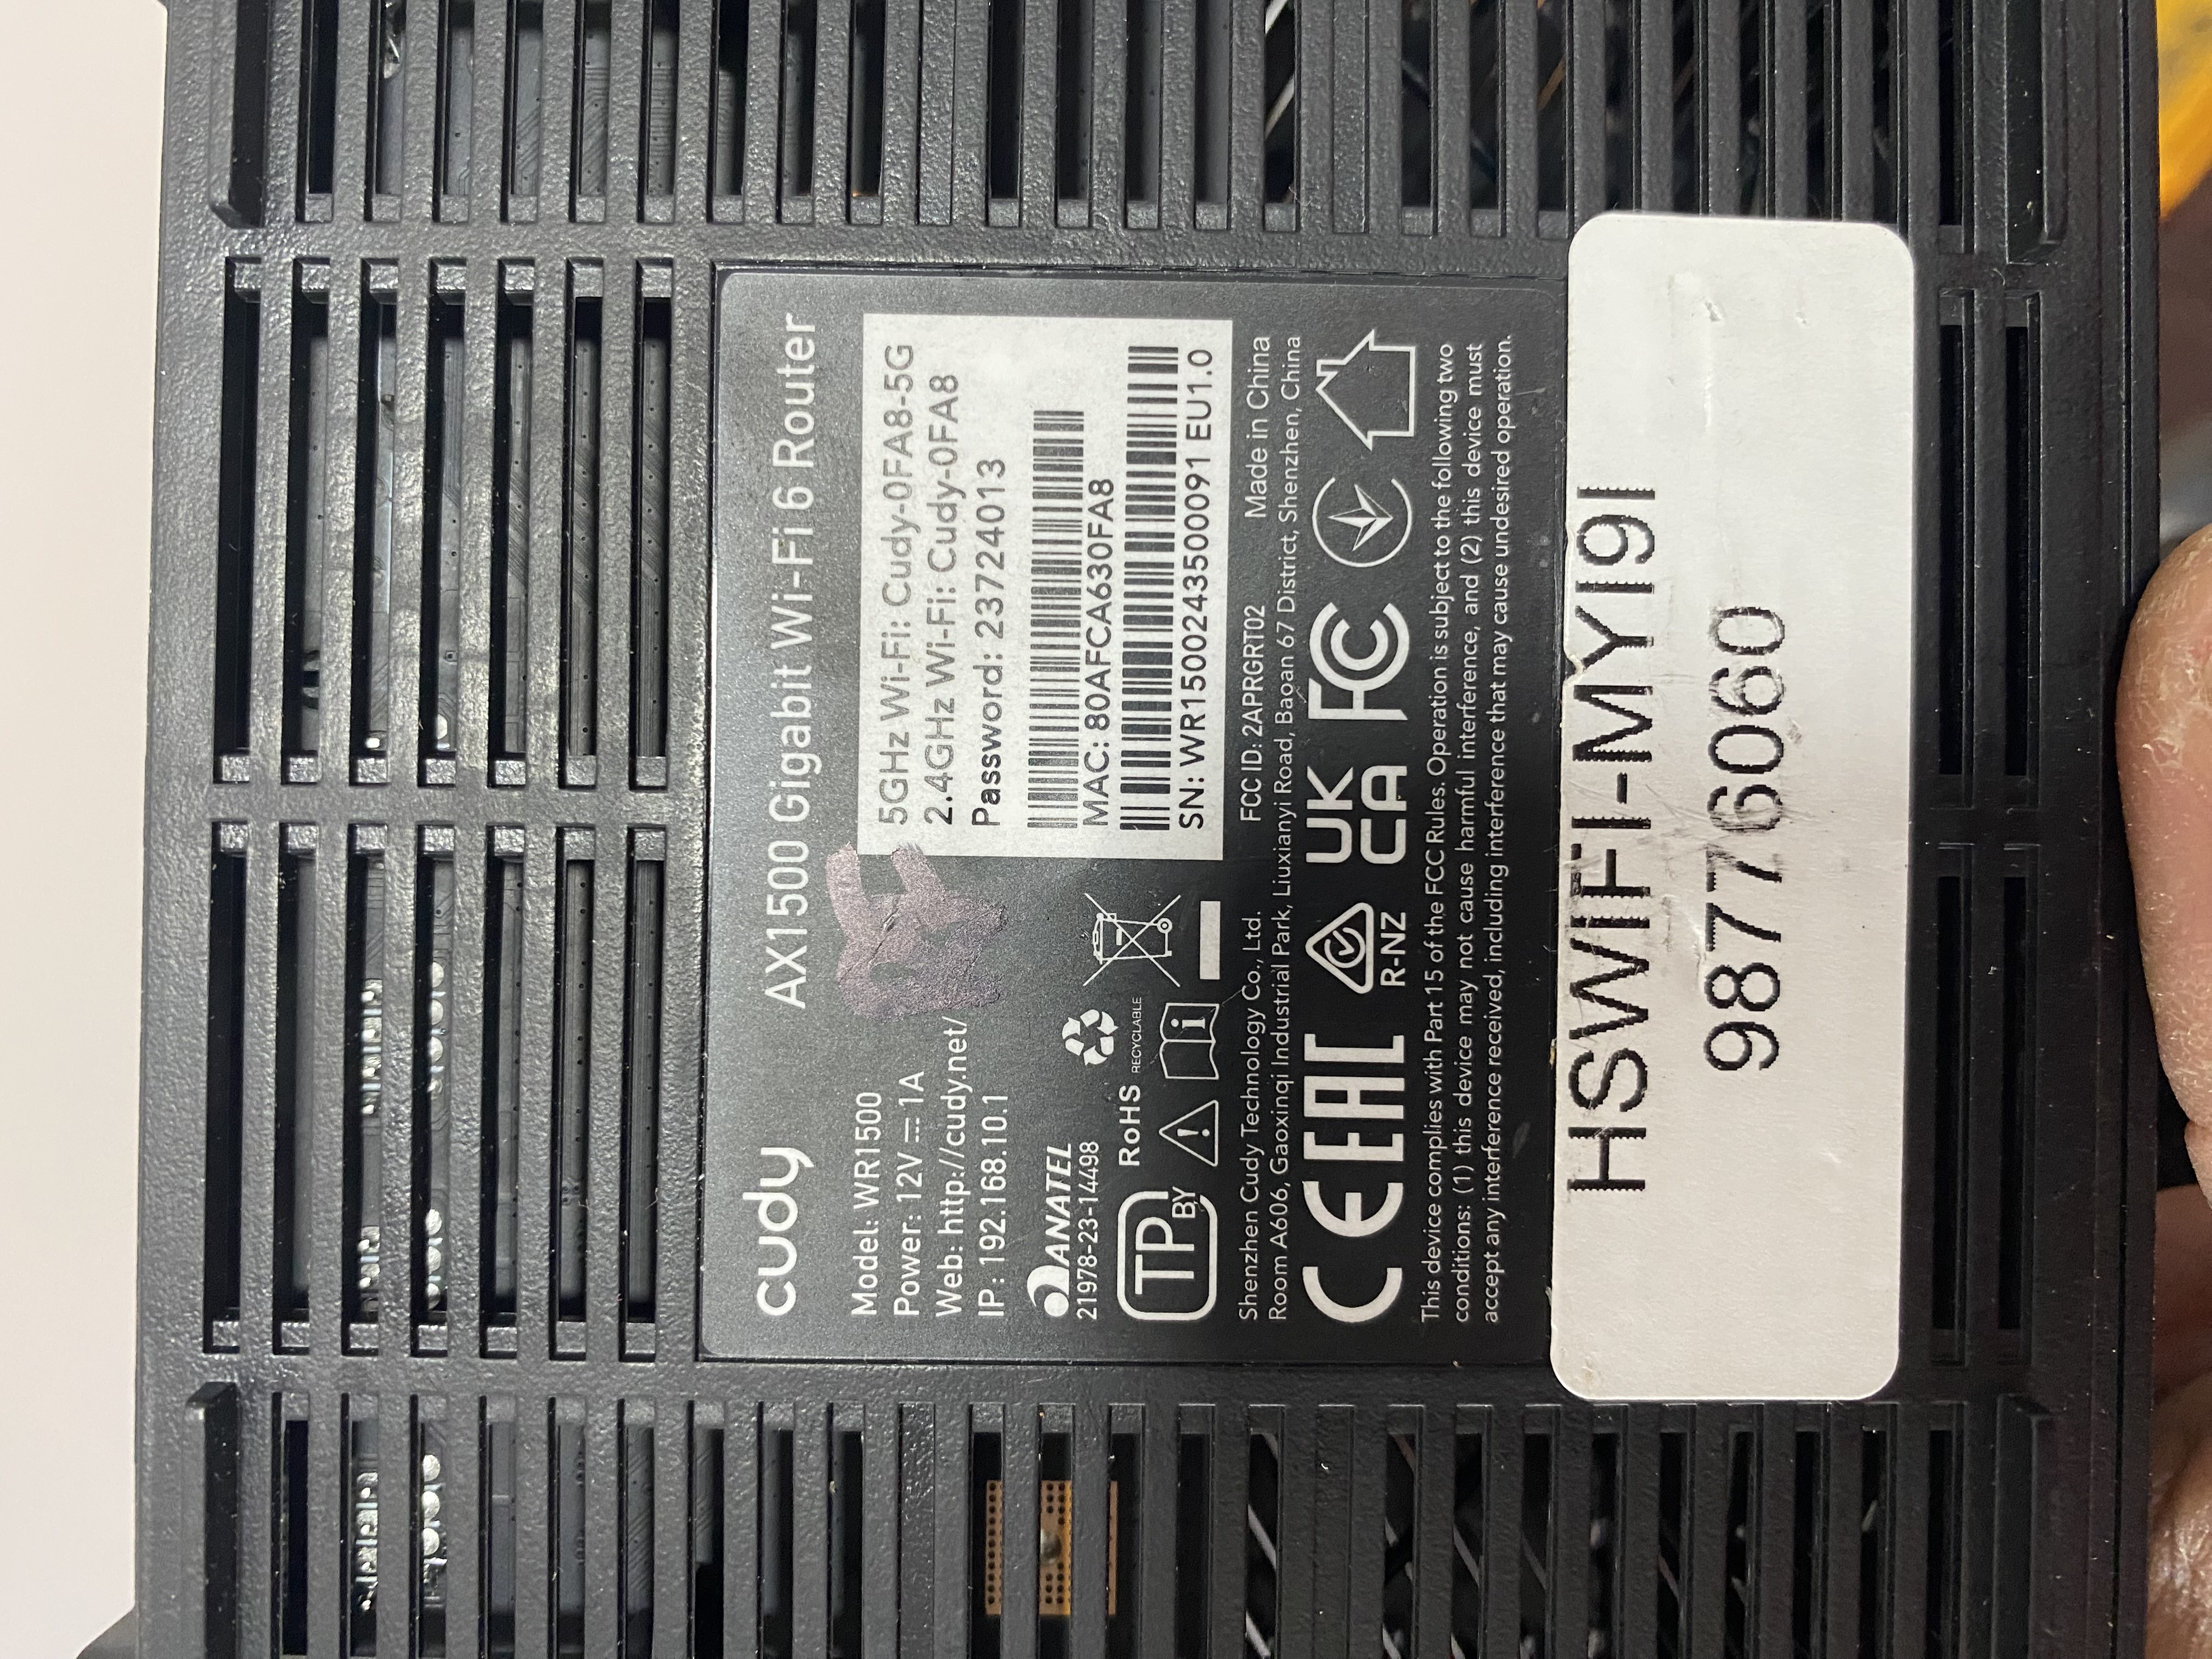 cudy AX1500 Gigabit Wi-Fi 6 Router
Model: WR1500
Power: 12V ⎓ 1A
Web: http://cudy.net/
IP : 192.168.10.1
5GHz Wi-Fi: Cudy-0FA8-5G
2.4GHz Wi-Fi: Cudy-0FA8
Password: 23724013
MAC: 80AFCA630FA8
SN: WR1500243500091 EU1.0
ANATEL
21978-23-14498
RoHS
RECYCLABLE
TP
BY
Shenzhen Cudy Technology Co., Ltd. FCC ID: 2APRGRT02 Made in China
Room A606, Gaoxinqi Industrial Park, Liuxianyi Road, Baoan 67 District, Shenzhen, China
CE EAC R-NZ UK CA FC
This device complies with Part 15 of the FCC Rules. Operation is subject to the following two
conditions: (1) this device may not cause harmful interference, and (2) this device must
accept any interference received, including interference that may cause undesired operation.
HSWIFI-MYI9I
98776060